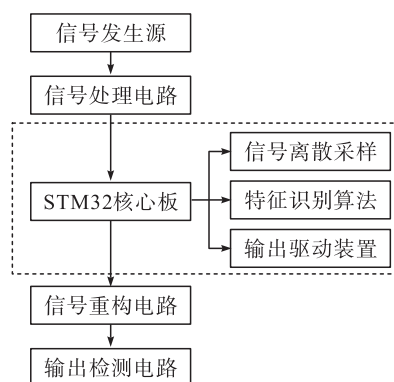 信号发生源
信号处理电路
信号离散采样
STM32核心板
特征识别算法
输出驱动装置
信号重构电路
输出检测电路